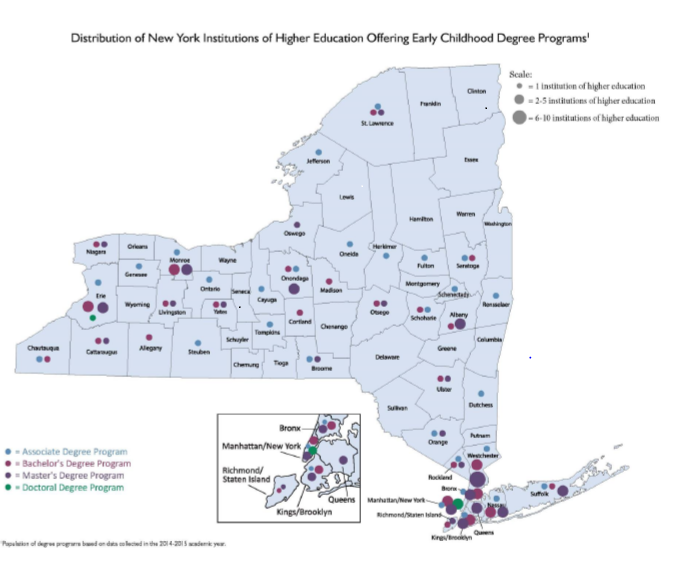 Distribution of New York Institutions of Higher Education Offering Early Childhood Degree Programs¹
Scale:
= 1 institution of higher education
= 2-5 institutions of higher education
= 6-10 institutions of higher education
Clinton
Franklin
St. Lawrence
Essex
Jefferson
Lewis
Hamilton
Warren
Washington
Oswego
Oneida
Herkimer
Fulton
Saratoga
Niagara
Orleans
Monroe
Wayne
Genesee
Onondaga
Madison
Montgomery
Schenectady
Rensselaer
Erie
Wyoming
Livingston
Ontario
Yates
Seneca
Cayuga
Cortland
Chenango
Otsego
Schoharie
Albany
Chautauqua
Cattaraugus
Allegany
Steuben
Schuyler
Tompkins
Chemung
Tioga
Broome
Delaware
Greene
Columbia
Ulster
Dutchess
Sullivan
Orange
Putnam
Westchester
Rockland
Bronx
Manhattan/New York
Richmond/Staten Island
Kings/Brooklyn
Queens
Nassau
Suffolk
Bronx
Manhattan/New York
Richmond/
Staten Island
Queens
Kings/Brooklyn
= Associate Degree Program
= Bachelor's Degree Program
= Master's Degree Program
= Doctoral Degree Program
¹Population of degree programs based on data collected in the 2014-2015 academic year.